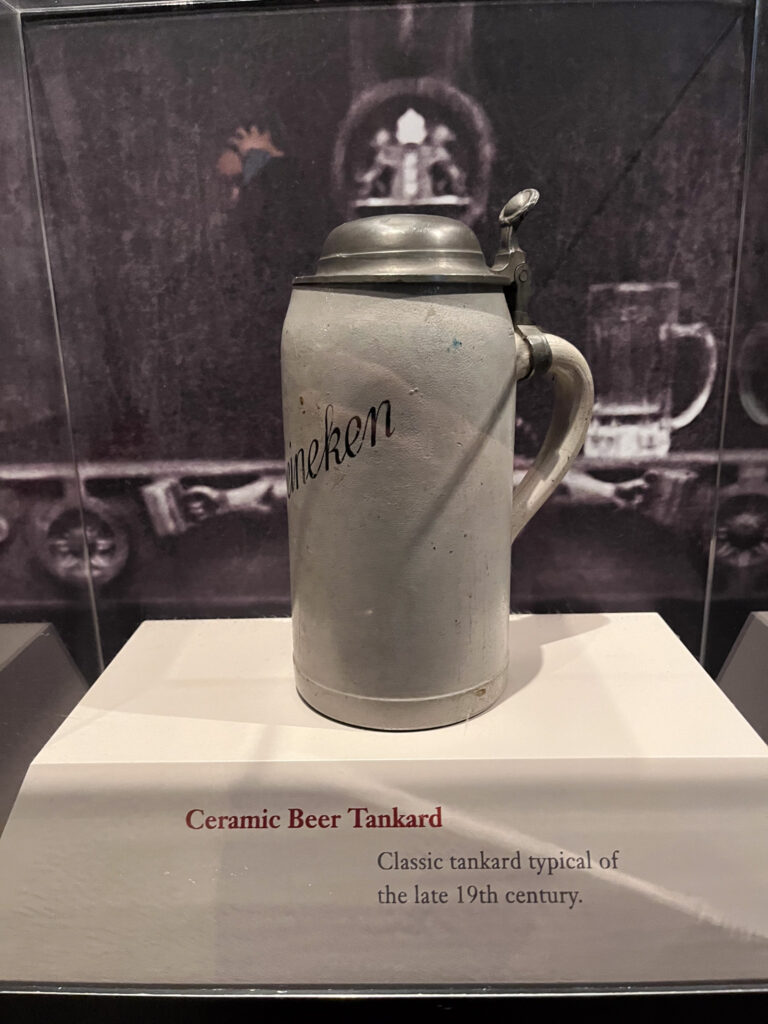 ineken
Ceramic Beer Tankard
Classic tankard typical of
the late 19th century.